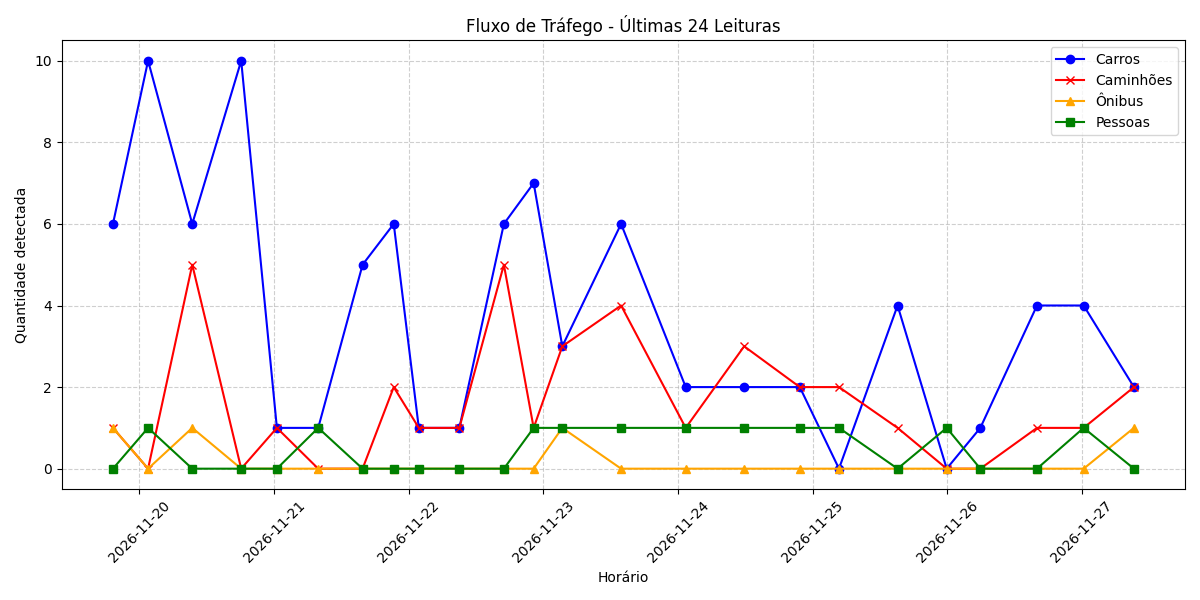 Fluxo de Tráfego - Últimas 24 Leituras
Carros
Caminhões
Ônibus
Pessoas
Quantidade detectada
10
8
6
4
2
0
2026-11-20
2026-11-21
2026-11-22
2026-11-23
2026-11-24
2026-11-25
2026-11-26
2026-11-27
Horário